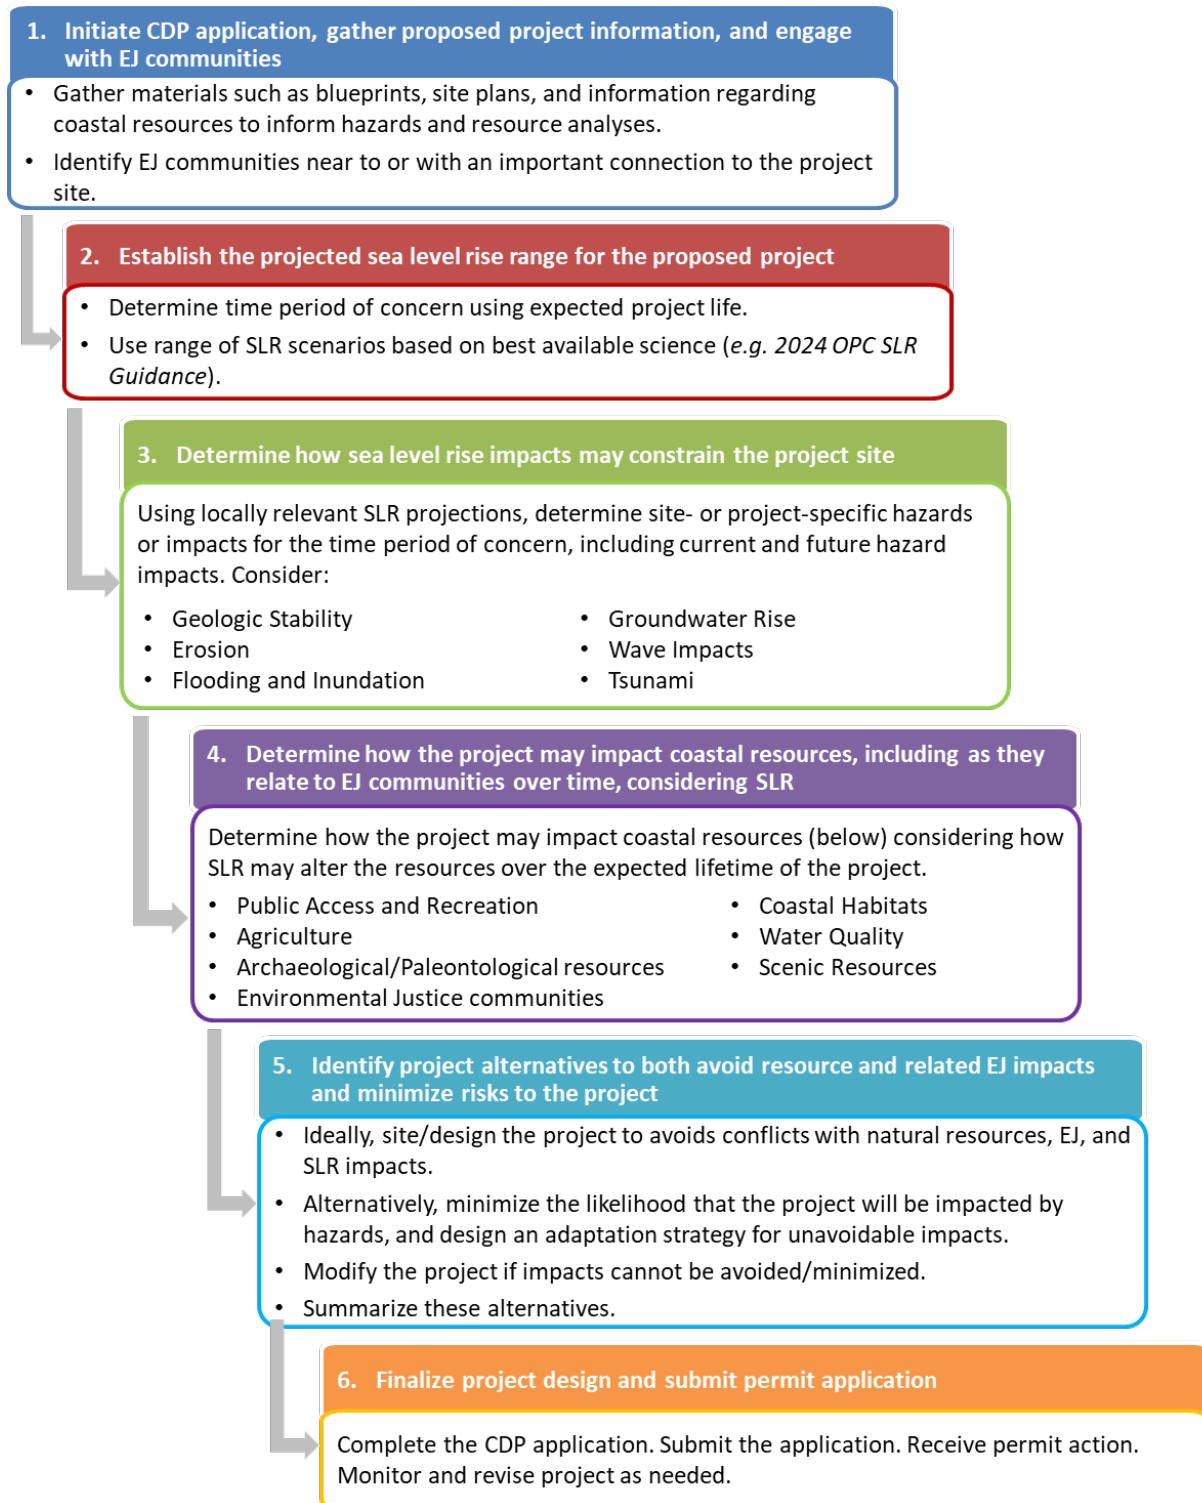 1. Initiate CDP application, gather proposed project information, and engage
with EJ communities
• Gather materials such as blueprints, site plans, and information regarding
coastal resources to inform hazards and resource analyses.
• Identify EJ communities near to or with an important connection to the project
site.
2. Establish the projected sea level rise range for the proposed project
• Determine time period of concern using expected project life.
• Use range of SLR scenarios based on best available science (e.g. 2024 OPC SLR
Guidance).
3. Determine how sea level rise impacts may constrain the project site
Using locally relevant SLR projections, determine site- or project-specific hazards
or impacts for the time period of concern, including current and future hazard
impacts. Consider:
• Geologic Stability
• Erosion
• Flooding and Inundation
• Groundwater Rise
• Wave Impacts
• Tsunami
4. Determine how the project may impact coastal resources, including as they
relate to EJ communities over time, considering SLR
Determine how the project may impact coastal resources (below) considering how
SLR may alter the resources over the expected lifetime of the project.
• Public Access and Recreation
• Agriculture
• Archaeological/Paleontological resources
• Environmental Justice communities
• Coastal Habitats
• Water Quality
• Scenic Resources
5. Identify project alternatives to both avoid resource and related EJ impacts
and minimize risks to the project
• Ideally, site/design the project to avoids conflicts with natural resources, EJ, and
SLR impacts.
• Alternatively, minimize the likelihood that the project will be impacted by
hazards, and design an adaptation strategy for unavoidable impacts.
• Modify the project if impacts cannot be avoided/minimized.
• Summarize these alternatives.
6. Finalize project design and submit permit application
Complete the CDP application. Submit the application. Receive permit action.
Monitor and revise project as needed.